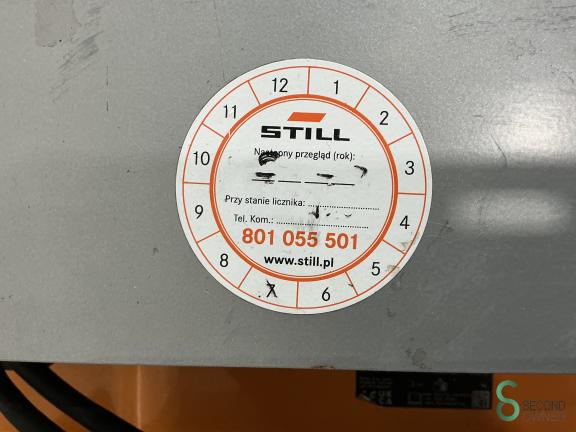 12 1
11 2
10 3
9 4
8 5
7 6
STILL
Następny przegląd (rok):
Przy stanie licznika: ........................
Tel. Kom.: ................................
801 055 501
www.still.pl
SECOND
OWNER